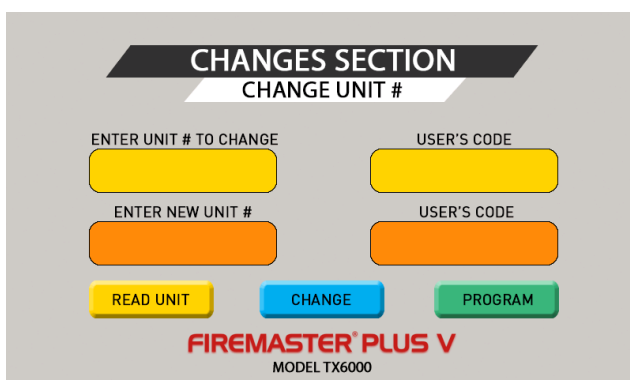 CHANGES SECTION
CHANGE UNIT #
ENTER UNIT # TO CHANGE USER'S CODE
ENTER NEW UNIT # USER'S CODE
READ UNIT CHANGE PROGRAM
FIREMASTER® PLUS V
MODEL TX6000